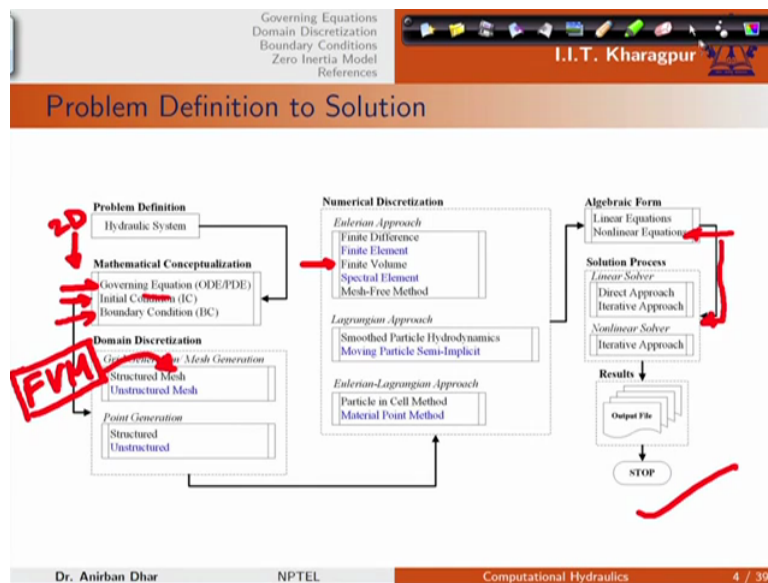 Governing Equations
Domain Discretization
Boundary Conditions
Zero Inertia Model
References
I.I.T. Kharagpur
Problem Definition to Solution
2D
Problem Definition
Hydraulic System
Mathematical Conceptualization
Governing Equation (ODE/PDE)
Initial Condition (IC)
Boundary Condition (BC)
Domain Discretization
Mesh Generation
FVM
Structured Mesh
Unstructured Mesh
Point Generation
Structured
Unstructured
Numerical Discretization
Eulerian Approach
Finite Difference
Finite Element
Finite Volume
Spectral Element
Mesh-Free Method
Lagrangian Approach
Smoothed Particle Hydrodynamics
Moving Particle Semi-Implicit
Eulerian-Lagrangian Approach
Particle in Cell Method
Material Point Method
Algebraic Form
Linear Equations
Nonlinear Equations
Solution Process
Linear Solver
Direct Approach
Iterative Approach
Nonlinear Solver
Iterative Approach
Results
Output File
STOP
Dr. Anirban Dhar NPTEL Computational Hydraulics 4 / 39